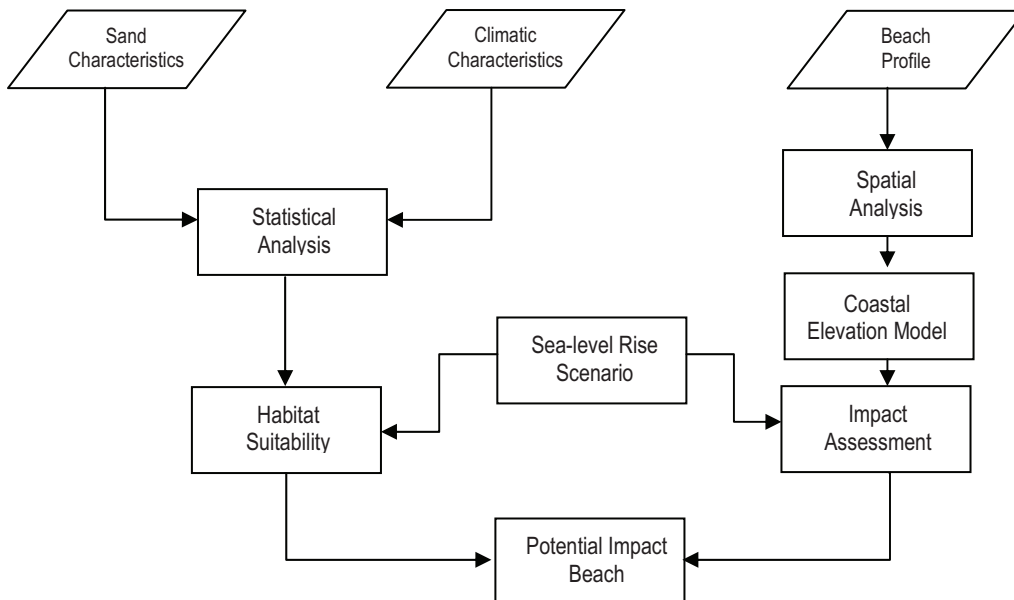 Sand
Characteristics
Climatic
Characteristics
Beach
Profile
Spatial
Analysis
Statistical
Analysis
Coastal
Elevation Model
Sea-level Rise
Scenario
Habitat
Suitability
Impact
Assessment
Potential Impact
Beach